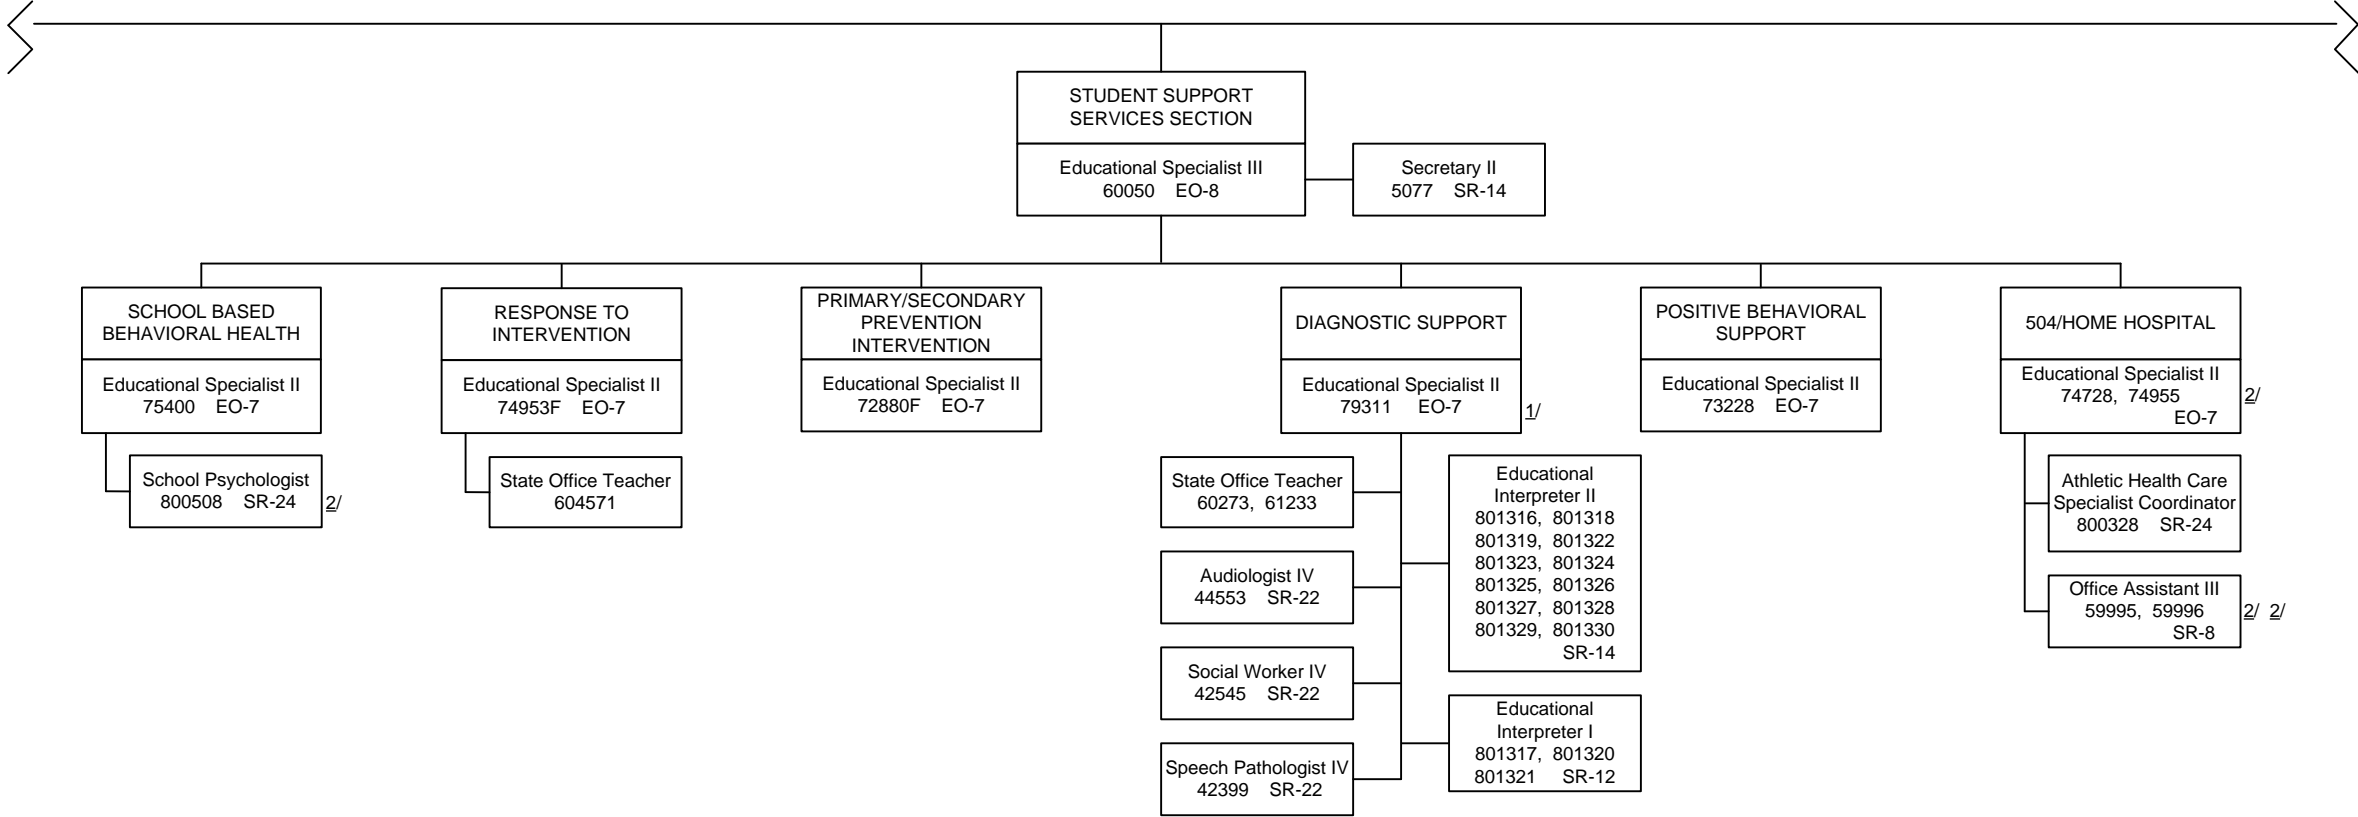 STUDENT SUPPORT
SERVICES SECTION
Educational Specialist III
60050 EO-8
Secretary II
5077 SR-14
SCHOOL BASED
BEHAVIORAL HEALTH
Educational Specialist II
75400 EO-7
School Psychologist
800508 SR-24
2/
RESPONSE TO
INTERVENTION
Educational Specialist II
74953F EO-7
State Office Teacher
604571
PRIMARY/SECONDARY
PREVENTION
INTERVENTION
Educational Specialist II
72880F EO-7
DIAGNOSTIC SUPPORT
Educational Specialist II
79311 EO-7
1/
State Office Teacher
60273, 61233
Audiologist IV
44553 SR-22
Social Worker IV
42545 SR-22
Speech Pathologist IV
42399 SR-22
Educational
Interpreter II
801316, 801318
801319, 801322
801323, 801324
801325, 801326
801327, 801328
801329, 801330
SR-14
Educational
Interpreter I
801317, 801320
801321 SR-12
POSITIVE BEHAVIORAL
SUPPORT
Educational Specialist II
73228 EO-7
504/HOME HOSPITAL
Educational Specialist II
74728, 74955
EO-7
2/
Athletic Health Care
Specialist Coordinator
800328 SR-24
Office Assistant III
59995, 59996
SR-8
2/ 2/